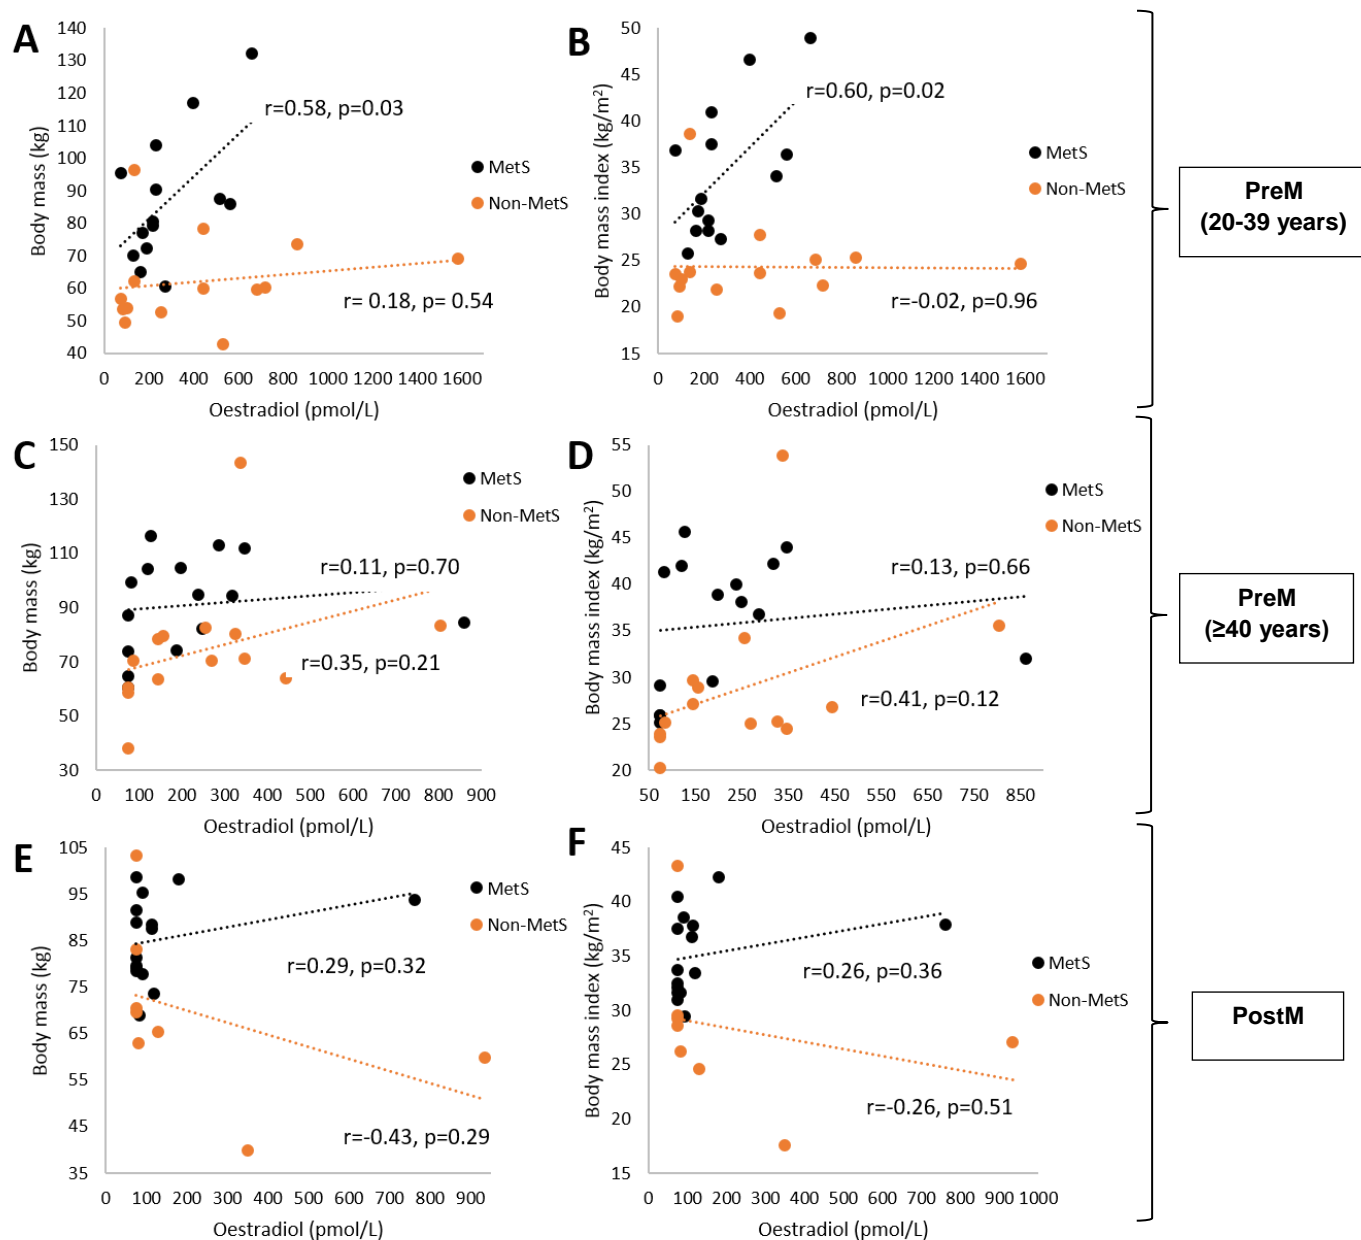 A
140
130
120
110
100
90
80
70
60
50
40
Body mass (kg)
r=0.58, p=0.03
r= 0.18, p= 0.54
MetS
Non-MetS
0 200 400 600 800 1000 1200 1400 1600
Oestradiol (pmol/L)
B
50
45
40
35
30
25
20
15
Body mass index (kg/m²)
r=0.60, p=0.02
r=-0.02, p=0.96
MetS
Non-MetS
0 200 400 600 800 1000 1200 1400 1600
Oestradiol (pmol/L)
PreM
(20-39 years)
C
150
130
110
90
70
50
30
Body mass (kg)
r=0.11, p=0.70
r=0.35, p=0.21
MetS
Non-MetS
0 100 200 300 400 500 600 700 800 900
Oestradiol (pmol/L)
D
55
50
45
40
35
30
25
20
Body mass index (kg/m²)
r=0.13, p=0.66
r=0.41, p=0.12
MetS
Non-MetS
50 150 250 350 450 550 650 750 850
Oestradiol (pmol/L)
PreM
(≥40 years)
E
105
95
85
75
65
55
45
35
Body mass (kg)
r=0.29, p=0.32
r=-0.43, p=0.29
MetS
Non-MetS
0 100 200 300 400 500 600 700 800 900
Oestradiol (pmol/L)
F
45
40
35
30
25
20
15
Body mass index (kg/m²)
r=0.26, p=0.36
r=-0.26, p=0.51
MetS
Non-MetS
0 100 200 300 400 500 600 700 800 900 1000
Oestradiol (pmol/L)
PostM